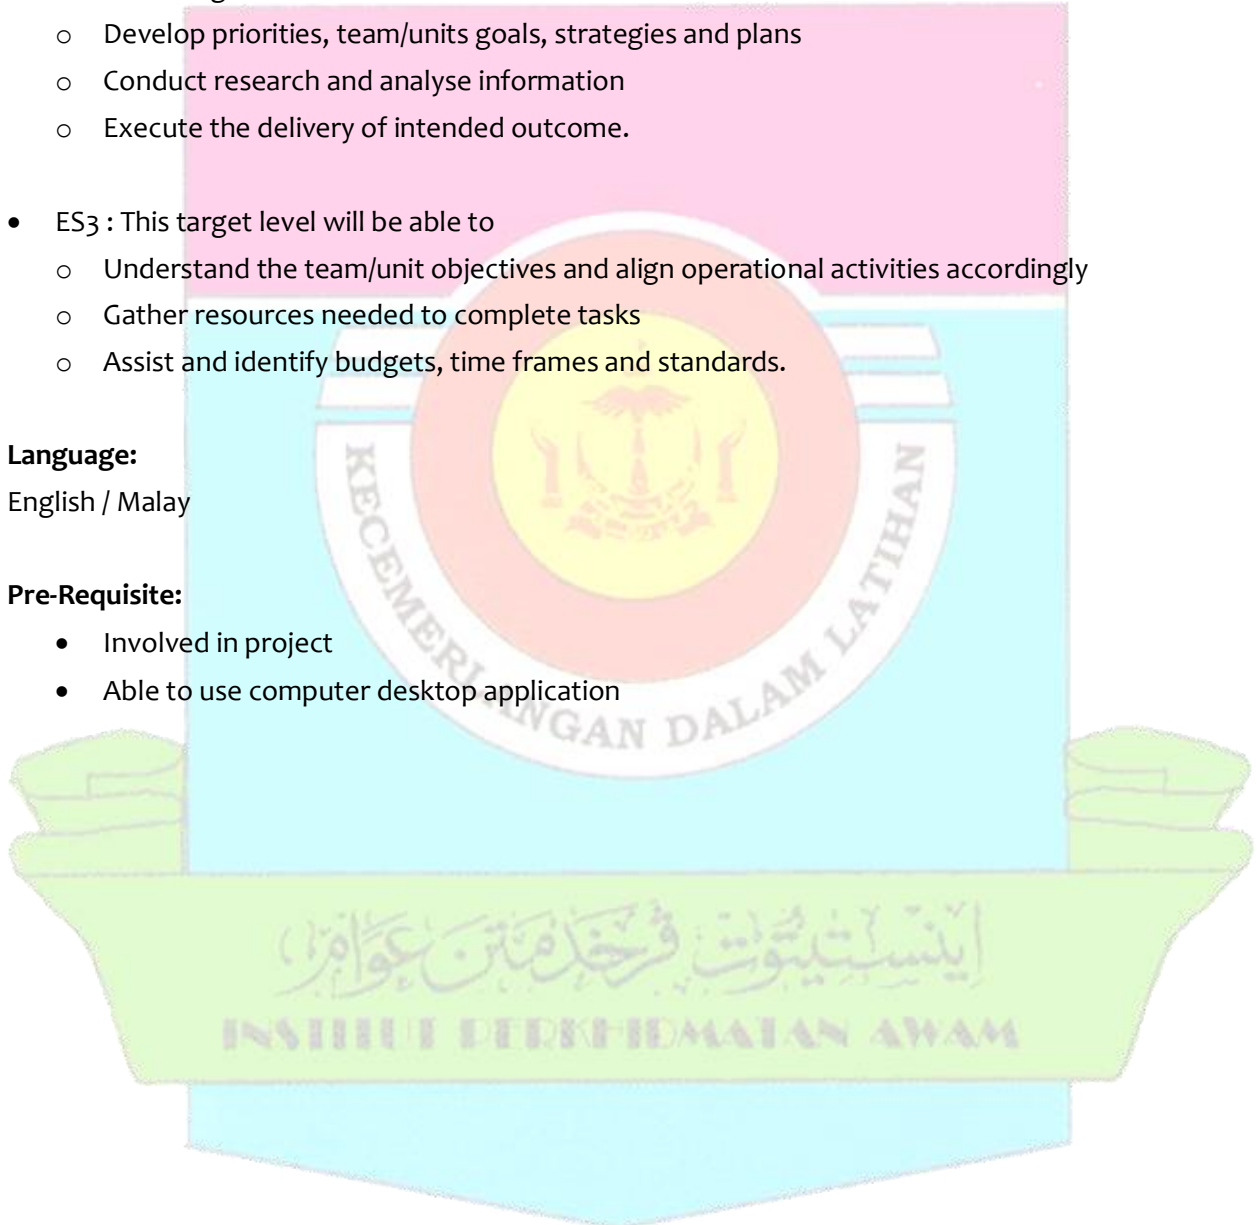 o Develop priorities, team/units goals, strategies and plans
o Conduct research and analyse information
o Execute the delivery of intended outcome.
• ES3 : This target level will be able to
o Understand the team/unit objectives and align operational activities accordingly
o Gather resources needed to complete tasks
o Assist and identify budgets, time frames and standards.
Language:
English / Malay
Pre-Requisite:
• Involved in project
• Able to use computer desktop application
KECEMERLANGAN DALAM LATIHAN
اينستيتوت ڤرخدمتن عوام
INSTITUT PERKHIDMATAN AWAM